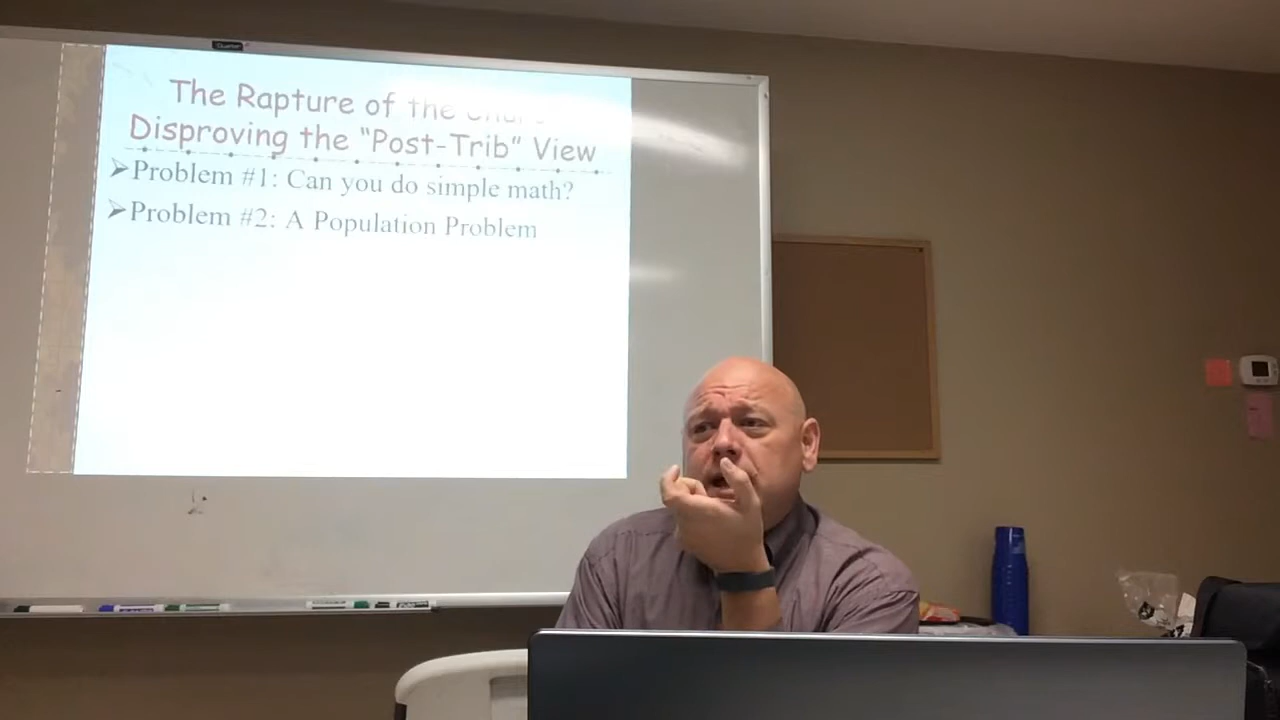 The Rapture of the
Disproving the "Post-Trib" View
➢Problem #1: Can you do simple math?
➢Problem #2: A Population Problem